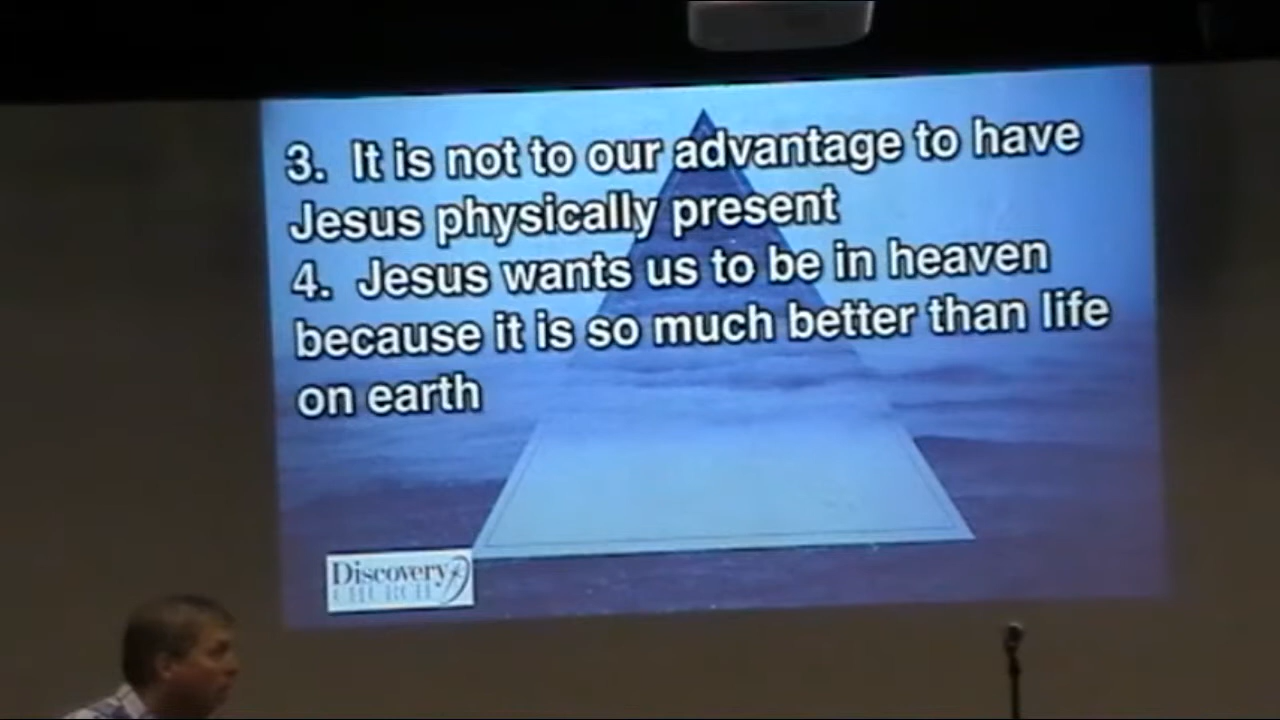 3. It is not to our advantage to have
Jesus physically present
4. Jesus wants us to be in heaven
because it is so much better than life
on earth
Discovery
CHURCH